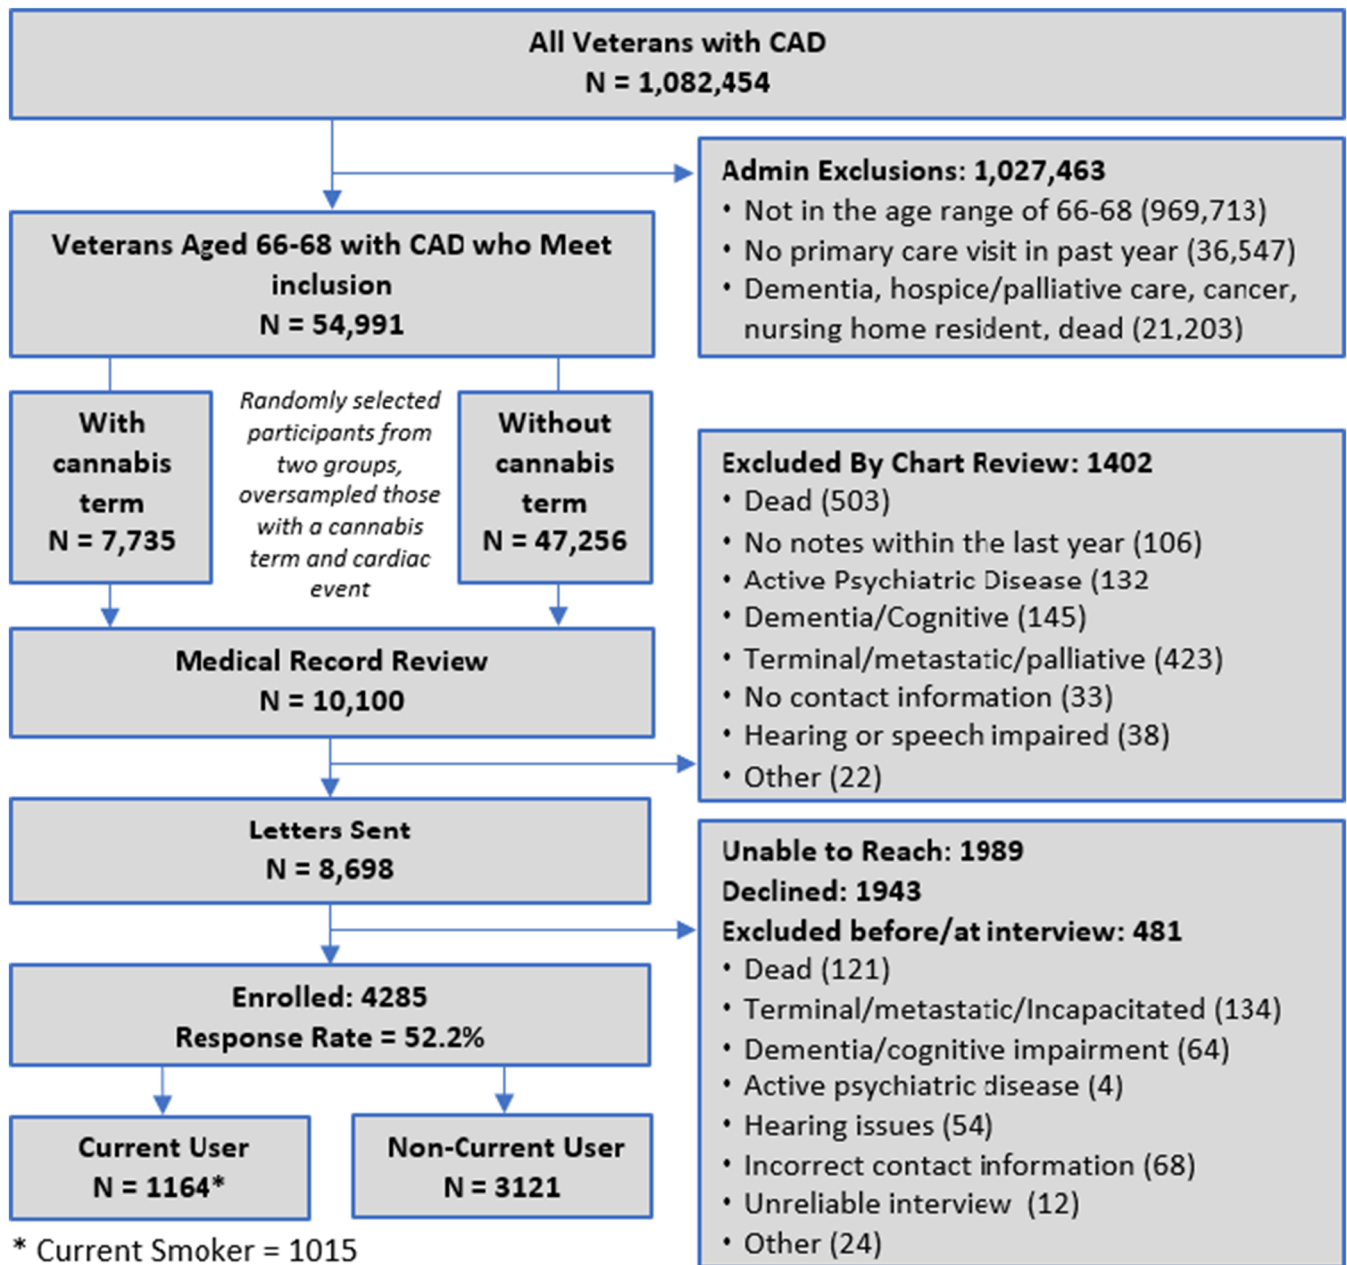 All Veterans with CAD
N = 1,082,454
Admin Exclusions: 1,027,463
• Not in the age range of 66-68 (969,713)
• No primary care visit in past year (36,547)
• Dementia, hospice/palliative care, cancer,
nursing home resident, dead (21,203)
Veterans Aged 66-68 with CAD who Meet
inclusion
N = 54,991
With
cannabis
term
N = 7,735
Randomly selected
participants from
two groups,
oversampled those
with a cannabis
term and cardiac
event
Without
cannabis
term
N = 47,256
Excluded By Chart Review: 1402
• Dead (503)
• No notes within the last year (106)
• Active Psychiatric Disease (132
• Dementia/Cognitive (145)
• Terminal/metastatic/palliative (423)
• No contact information (33)
• Hearing or speech impaired (38)
• Other (22)
Medical Record Review
N = 10,100
Letters Sent
N = 8,698
Unable to Reach: 1989
Declined: 1943
Excluded before/at interview: 481
• Dead (121)
• Terminal/metastatic/Incapacitated (134)
• Dementia/cognitive impairment (64)
• Active psychiatric disease (4)
• Hearing issues (54)
• Incorrect contact information (68)
• Unreliable interview (12)
• Other (24)
Enrolled: 4285
Response Rate = 52.2%
Current User
N = 1164*
Non-Current User
N = 3121
* Current Smoker = 1015